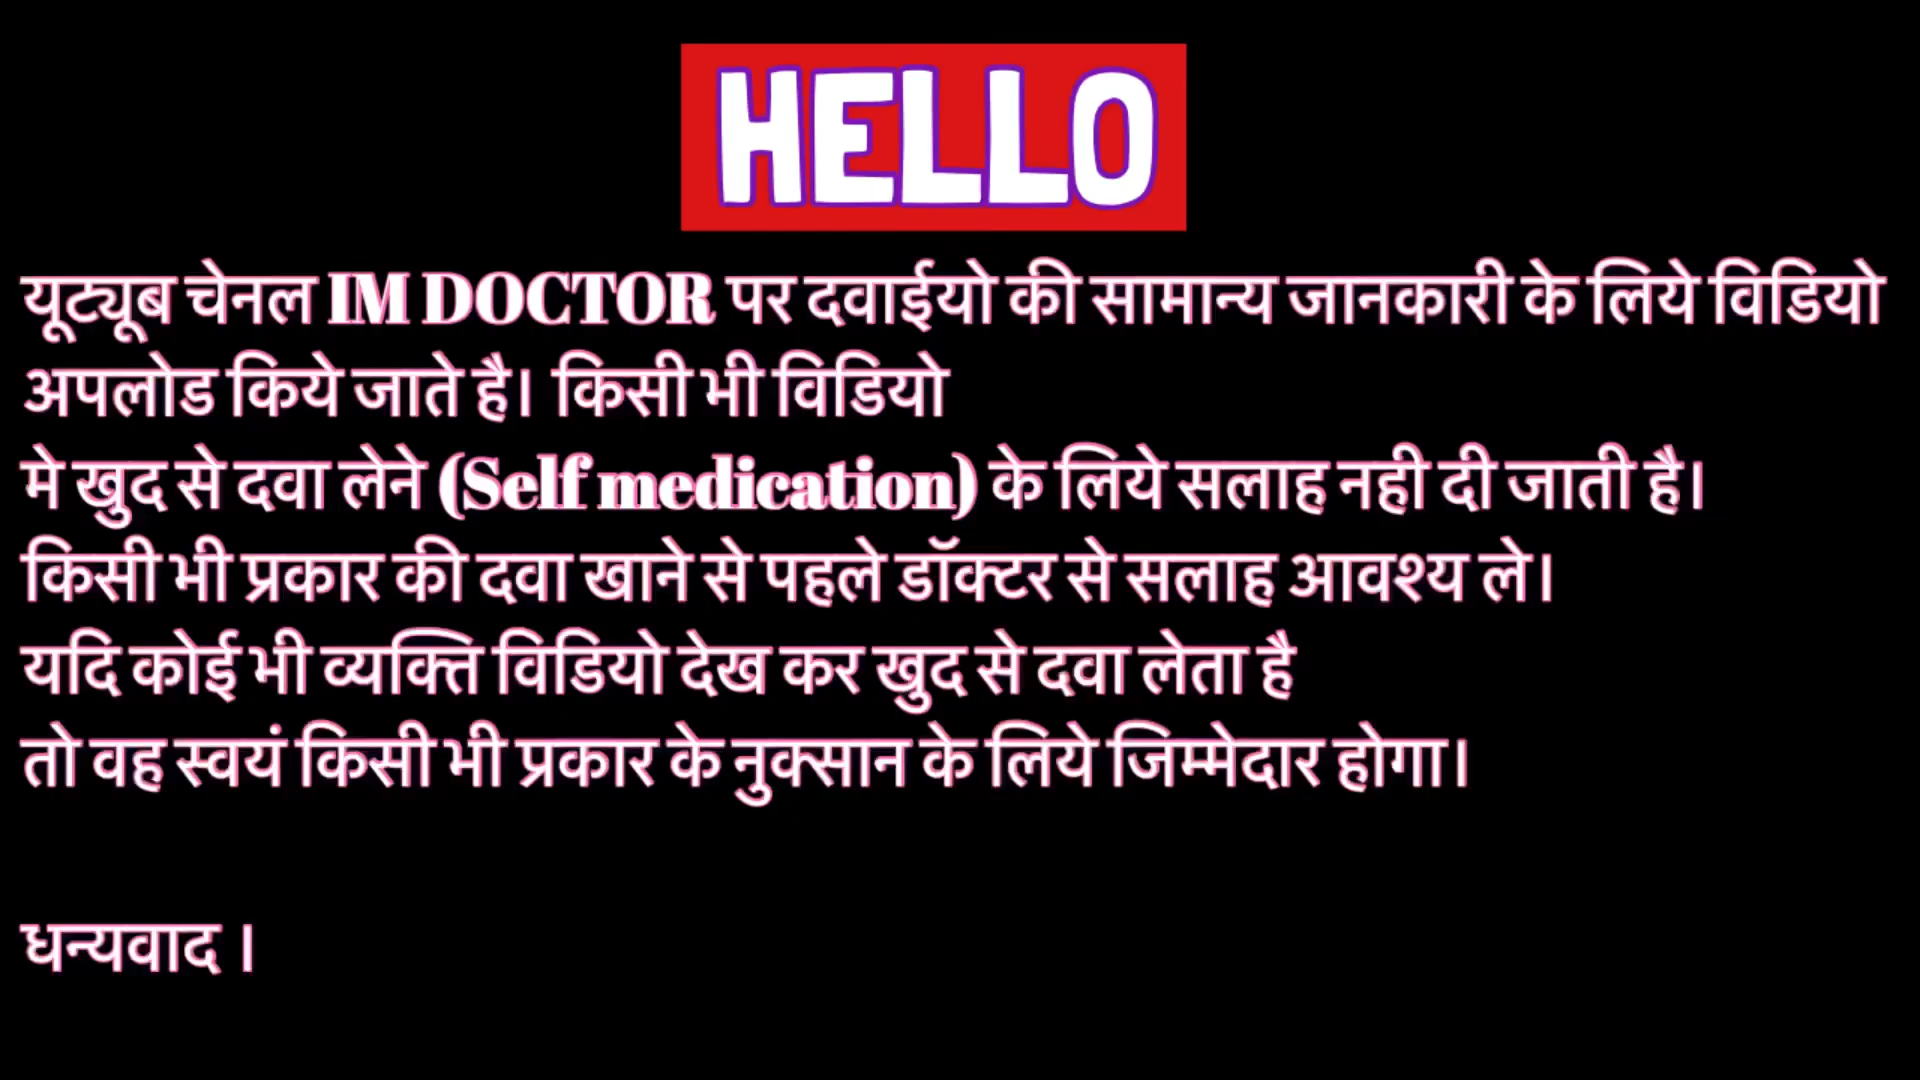 HELLO
यूट्यूब चेनल IM DOCTOR पर दवाईयो की सामान्य जानकारी के लिये विडियो
अपलोड किये जाते है। किसी भी विडियो
मे खुद से दवा लेने (Self medication) के लिये सलाह नही दी जाती है।
किसी भी प्रकार की दवा खाने से पहले डॉक्टर से सलाह आवश्य ले।
यदि कोई भी व्यक्ति विडियो देख कर खुद से दवा लेता है
तो वह स्वयं किसी भी प्रकार के नुक्सान के लिये जिम्मेदार होगा।
धन्यवाद ।